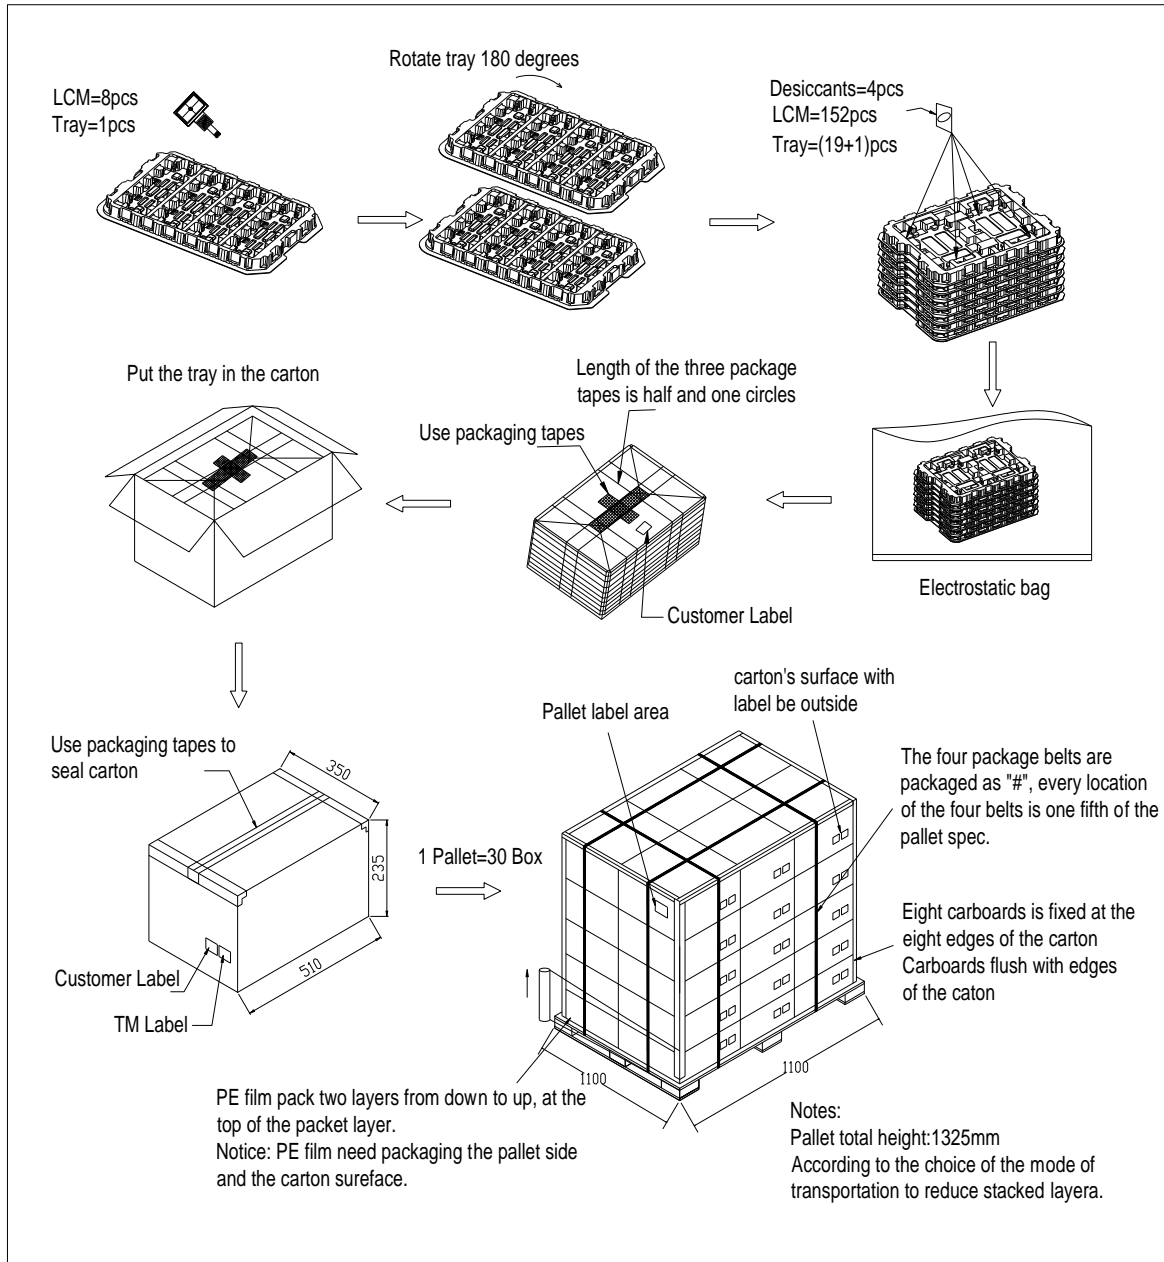 Rotate tray 180 degrees
LCM=8pcs
Tray=1pcs
Desiccants=4pcs
LCM=152pcs
Tray=(19+1)pcs
Put the tray in the carton
Length of the three package
tapes is half and one circles
Use packaging tapes
Customer Label
Electrostatic bag
Use packaging tapes to
seal carton
350
235
510
Customer Label
TM Label
1 Pallet=30 Box
Pallet label area
carton's surface with
label be outside
The four package belts are
packaged as "#", every location
of the four belts is one fifth of the
pallet spec.
Eight carboards is fixed at the
eight edges of the carton
Carboards flush with edges
of the caton
1100
1100
PE film pack two layers from down to up, at the
top of the packet layer.
Notice: PE film need packaging the pallet side
and the carton sureface.
Notes:
Pallet total height:1325mm
According to the choice of the mode of
transportation to reduce stacked layera.